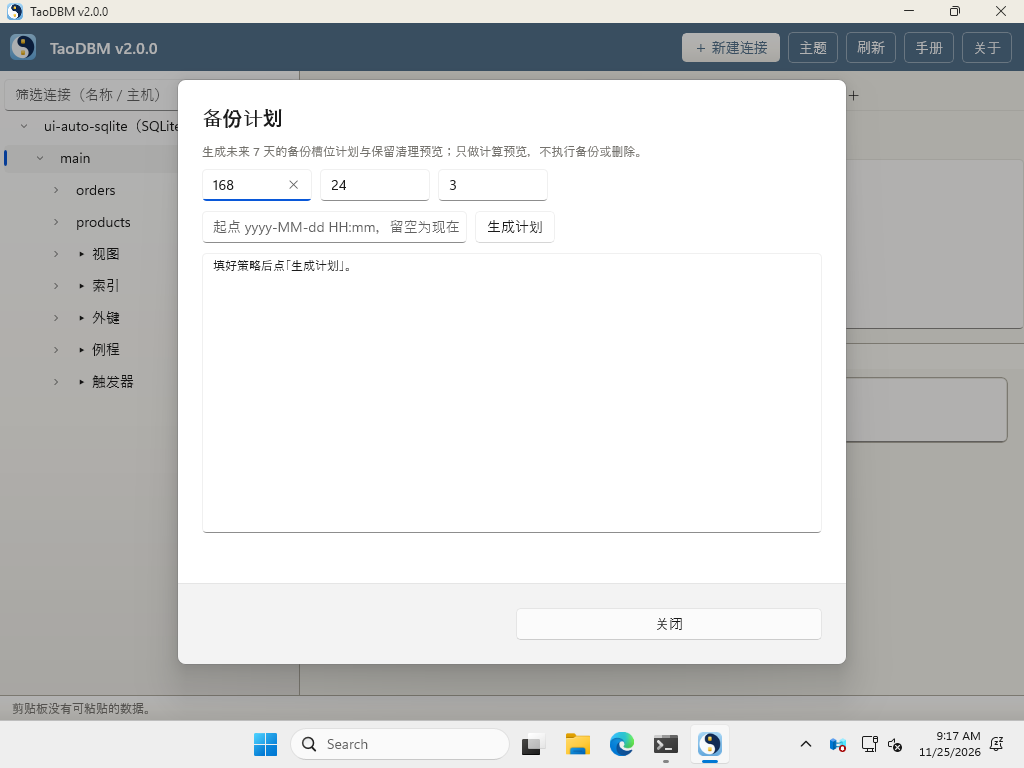 TaoDBM v2.0.0
TaoDBM v2.0.0
+ 新建连接
主题
刷新
手册
关于
筛选连接（名称 / 主机）
+
ui-auto-sqlite（SQLite
main
orders
products
视图
索引
外键
例程
触发器
备份计划
生成未来 7 天的备份槽位计划与保留清理预览；只做计算预览，不执行备份或删除。
168
24
3
起点 yyyy-MM-dd HH:mm，留空为现在
生成计划
填好策略后点「生成计划」。
关闭
剪贴板没有可粘贴的数据。
Search
9:17 AM
11/25/2026